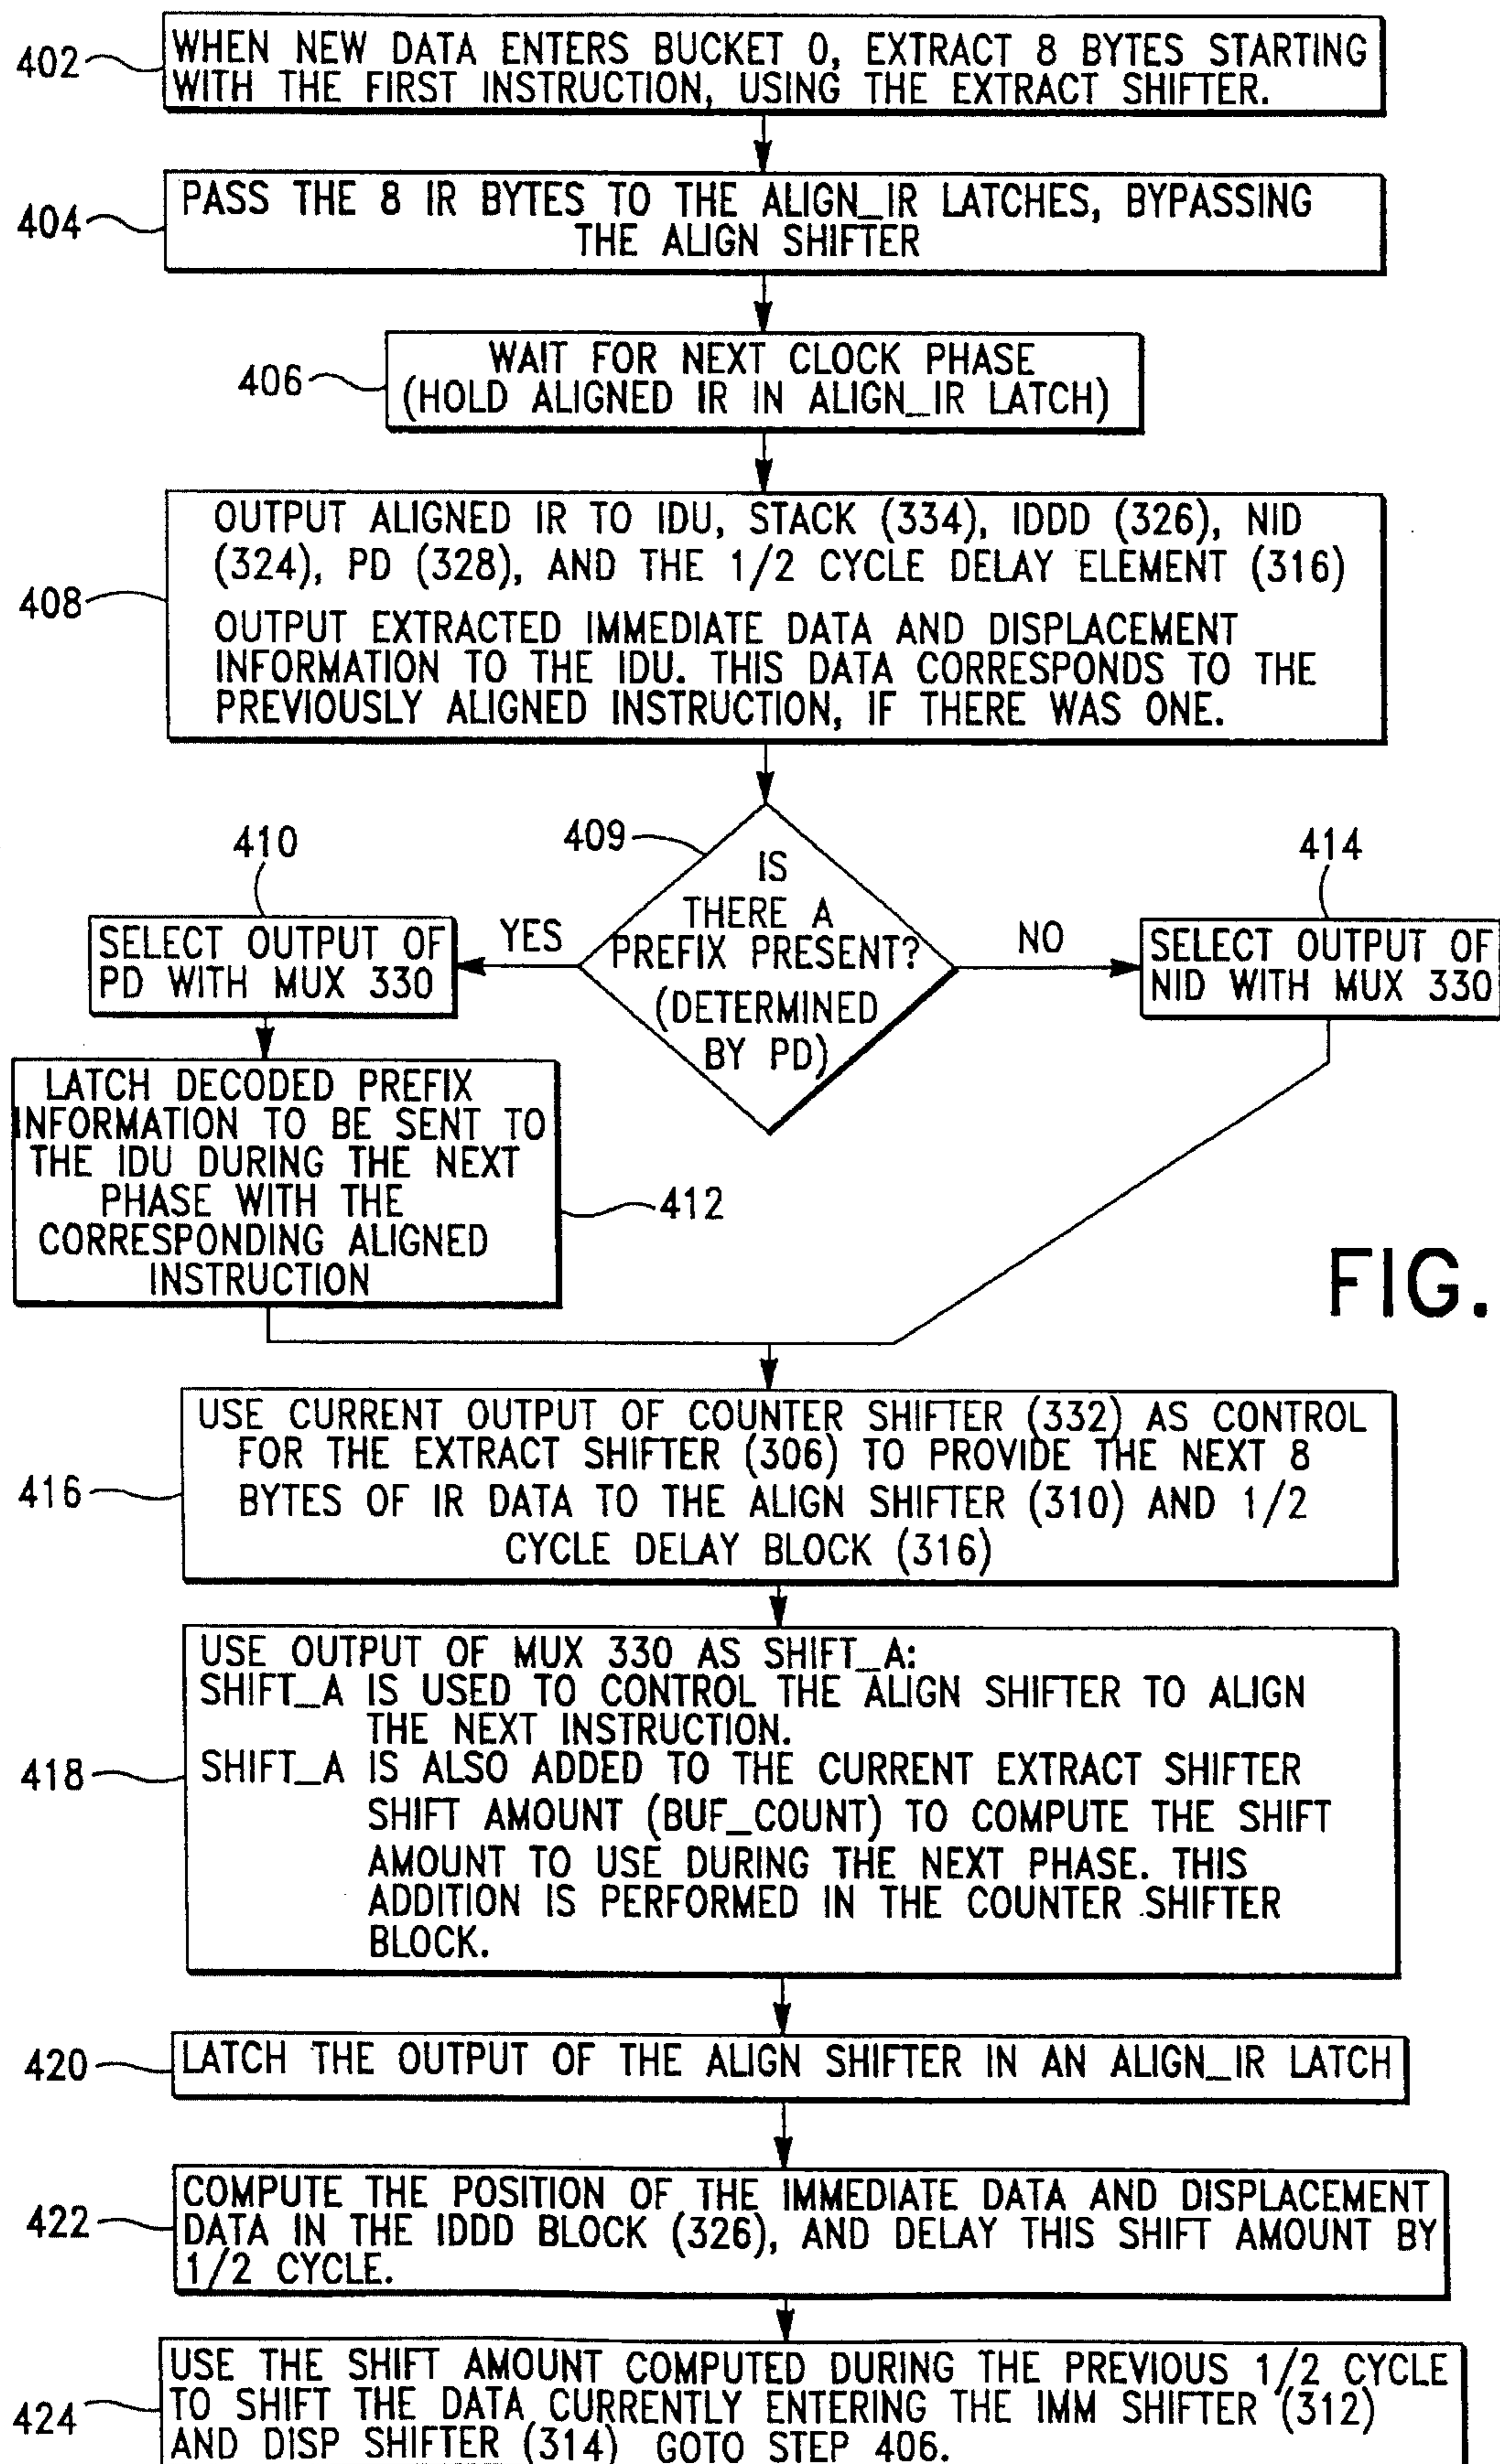 402
WHEN NEW DATA ENTERS BUCKET 0, EXTRACT 8 BYTES STARTING
WITH THE FIRST INSTRUCTION, USING THE EXTRACT SHIFTER.
404
PASS THE 8 IR BYTES TO THE ALIGN_IR LATCHES, BYPASSING
THE ALIGN SHIFTER
406
WAIT FOR NEXT CLOCK PHASE
(HOLD ALIGNED IR IN ALIGN_IR LATCH)
408
OUTPUT ALIGNED IR TO IDU, STACK (334), IDDD (326), NID
(324), PD (328), AND THE 1/2 CYCLE DELAY ELEMENT (316)
OUTPUT EXTRACTED IMMEDIATE DATA AND DISPLACEMENT
INFORMATION TO THE IDU. THIS DATA CORRESPONDS TO THE
PREVIOUSLY ALIGNED INSTRUCTION, IF THERE WAS ONE.
409
IS
THERE A
PREFIX PRESENT?
(DETERMINED
BY PD)
YES
NO
410
SELECT OUTPUT OF
PD WITH MUX 330
414
SELECT OUTPUT OF
NID WITH MUX 330
LATCH DECODED PREFIX
INFORMATION TO BE SENT TO
THE IDU DURING THE NEXT
PHASE WITH THE
CORRESPONDING ALIGNED
INSTRUCTION
412
FIG.
416
USE CURRENT OUTPUT OF COUNTER SHIFTER (332) AS CONTROL
FOR THE EXTRACT SHIFTER (306) TO PROVIDE THE NEXT 8
BYTES OF IR DATA TO THE ALIGN SHIFTER (310) AND 1/2
CYCLE DELAY BLOCK (316)
418
USE OUTPUT OF MUX 330 AS SHIFT_A:
SHIFT_A IS USED TO CONTROL THE ALIGN SHIFTER TO ALIGN
THE NEXT INSTRUCTION.
SHIFT_A IS ALSO ADDED TO THE CURRENT EXTRACT SHIFTER
SHIFT AMOUNT (BUF_COUNT) TO COMPUTE THE SHIFT
AMOUNT TO USE DURING THE NEXT PHASE. THIS
ADDITION IS PERFORMED IN THE COUNTER SHIFTER
BLOCK.
420
LATCH THE OUTPUT OF THE ALIGN SHIFTER IN AN ALIGN_IR LATCH
422
COMPUTE THE POSITION OF THE IMMEDIATE DATA AND DISPLACEMENT
DATA IN THE IDDD BLOCK (326), AND DELAY THIS SHIFT AMOUNT BY
1/2 CYCLE.
424
USE THE SHIFT AMOUNT COMPUTED DURING THE PREVIOUS 1/2 CYCLE
TO SHIFT THE DATA CURRENTLY ENTERING THE IMM SHIFTER (312)
AND DISP SHIFTER (314) GOTO STEP 406.